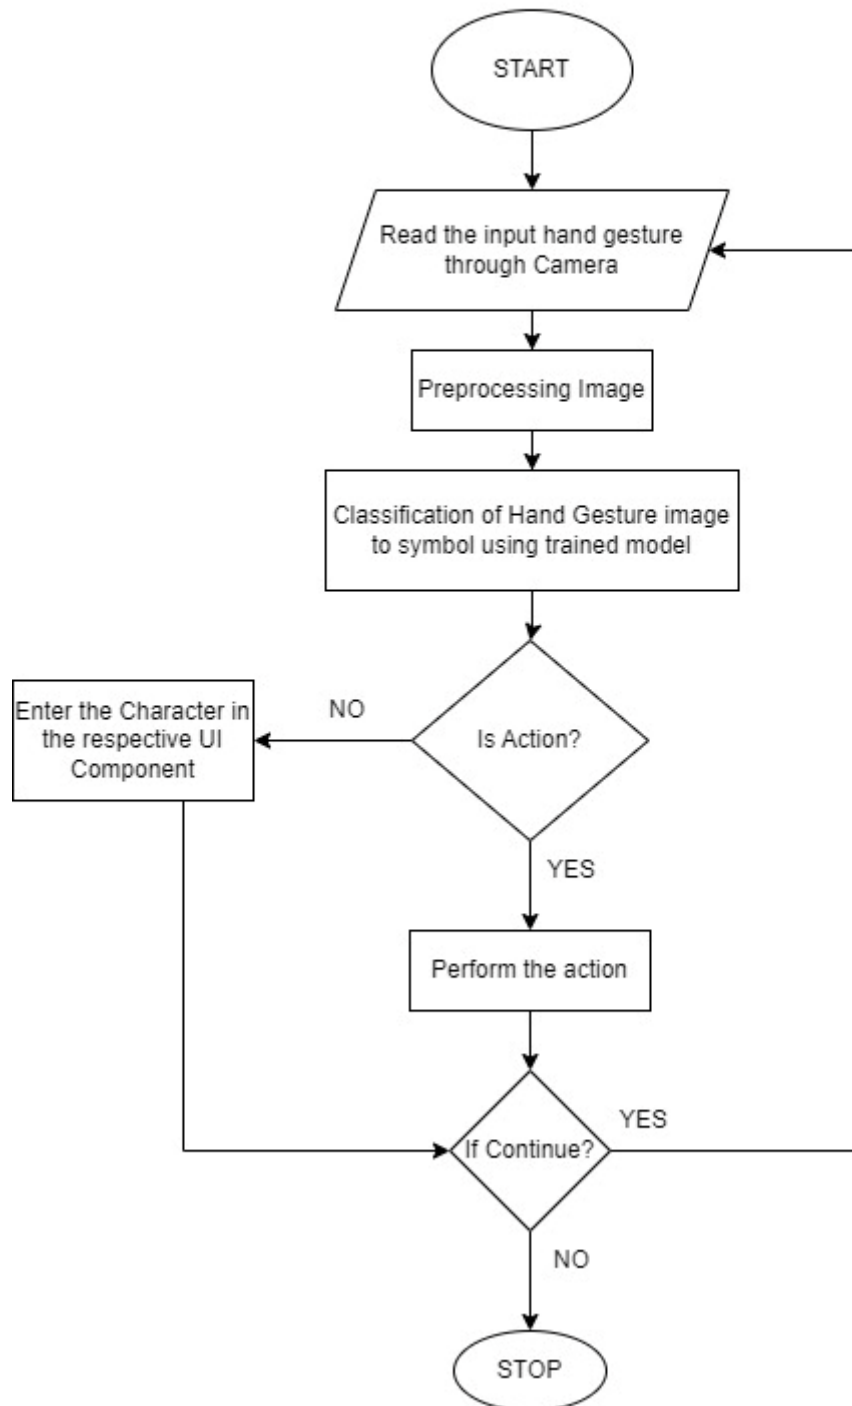 START
Read the input hand gesture
through Camera
Preprocessing Image
Classification of Hand Gesture image
to symbol using trained model
Is Action?
NO
Enter the Character in
the respective UI
Component
YES
Perform the action
If Continue?
YES
NO
STOP